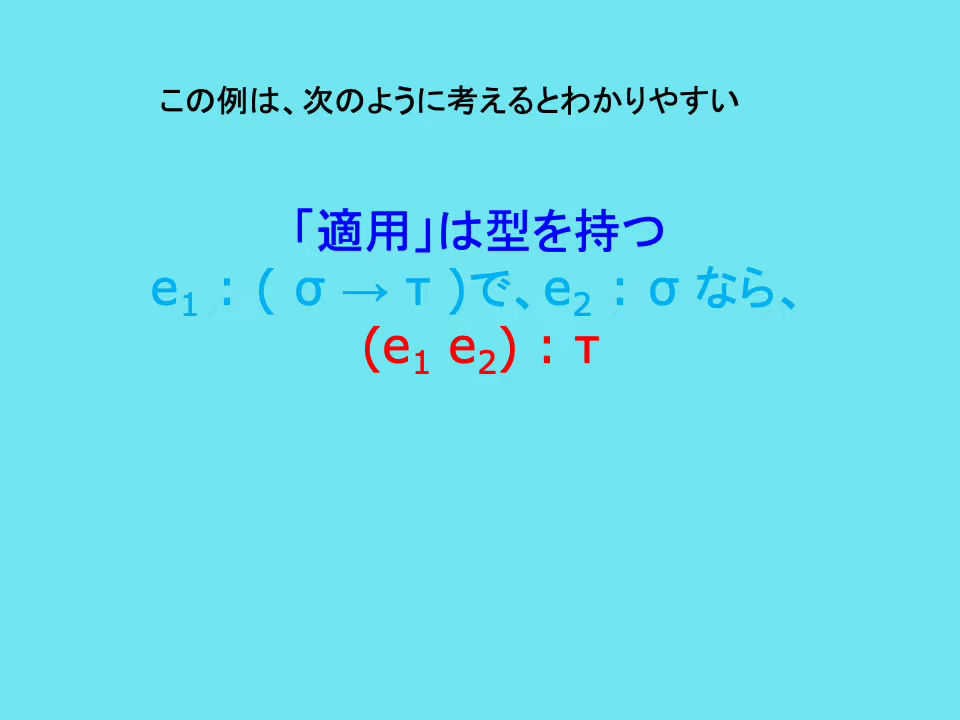 この例は、次のように考えるとわかりやすい
「適用」は型を持つ
e₁ : ( σ → τ )で、e₂ : σ なら、
(e₁ e₂) : τ